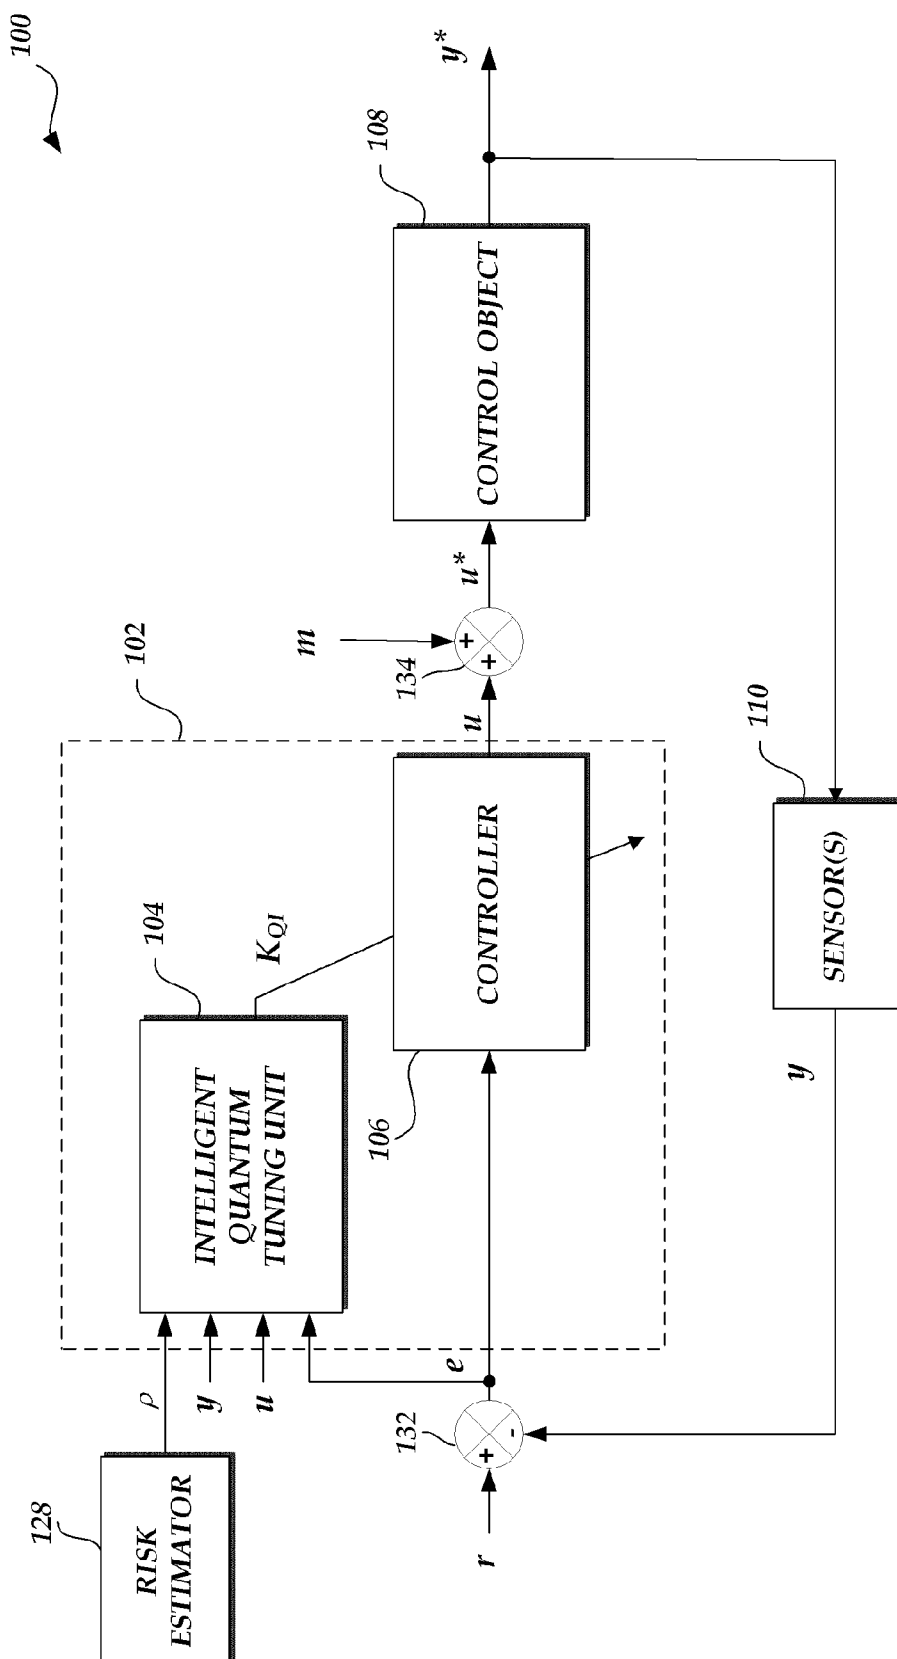 100
102
128
RISK
ESTIMATOR
ρ
y
u
104
INTELLIGENT
QUANTUM
TUNING UNIT
K_QI
m
108
r
132
+
-
e
106
CONTROLLER
u
134
+
+
u*
CONTROL OBJECT
y*
y
110
SENSOR(S)